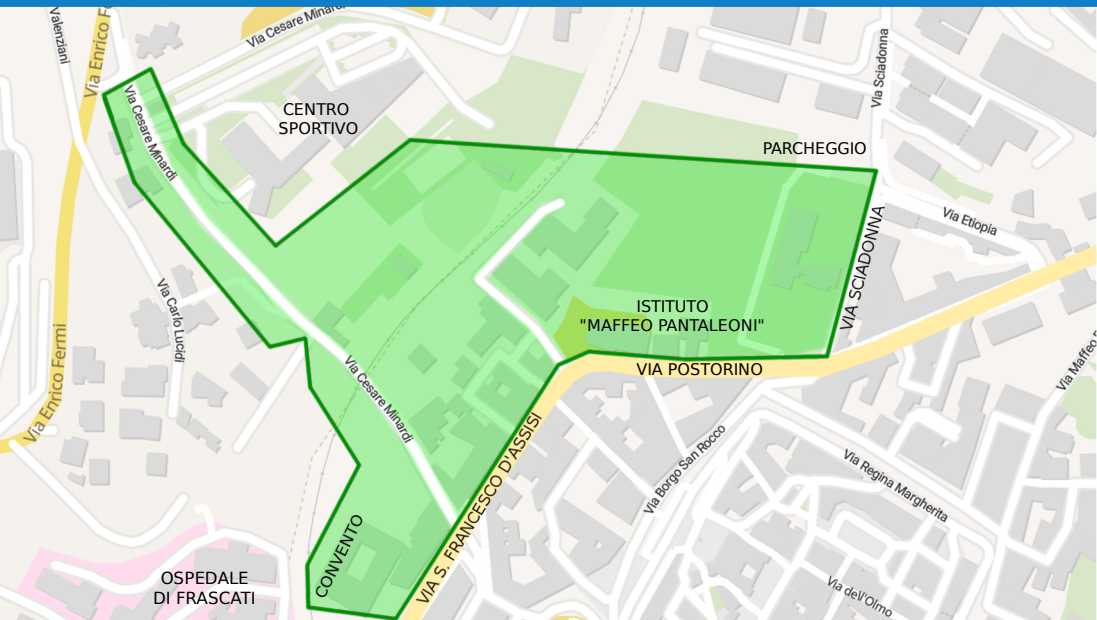 Valenziani
Via Enrico Fe
Via Cesare Minardi
CENTRO
SPORTIVO
Via Sciadonna
PARCHEGGIO
Via Cesare Minardi
Via Etiopia
VIA SCIADONNA
Via Carlo Lucidi
ISTITUTO
"MAFFEO PANTALEONI"
VIA POSTORINO
Via Enrico Fermi
Via Cesare Minardi
Via Maffeo P
VIA S. FRANCESCO D'ASSISI
Via Borgo San Rocco
Via Regina Margherita
CONVENTO
OSPEDALE
DI FRASCATI
Via dell'Olmo